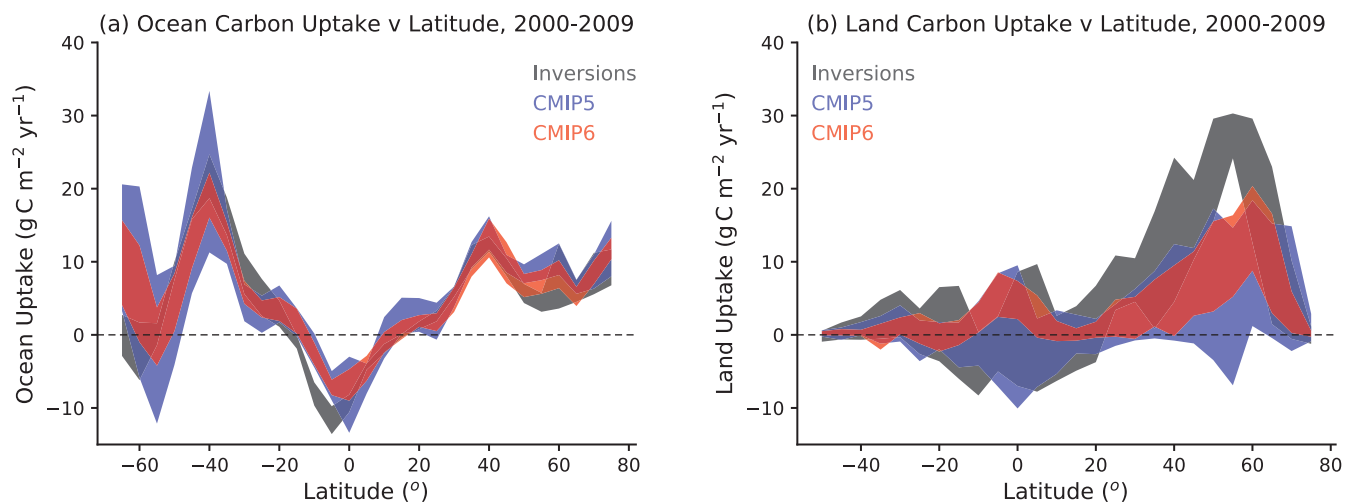 (a) Ocean Carbon Uptake v Latitude, 2000-2009
40
30
20
10
0
−10
Ocean Uptake (g C m⁻² yr⁻¹)
Inversions
CMIP5
CMIP6
−60 −40 −20 0 20 40 60 80
Latitude (°)
(b) Land Carbon Uptake v Latitude, 2000-2009
40
30
20
10
0
−10
Land Uptake (g C m⁻² yr⁻¹)
Inversions
CMIP5
CMIP6
−40 −20 0 20 40 60 80
Latitude (°)